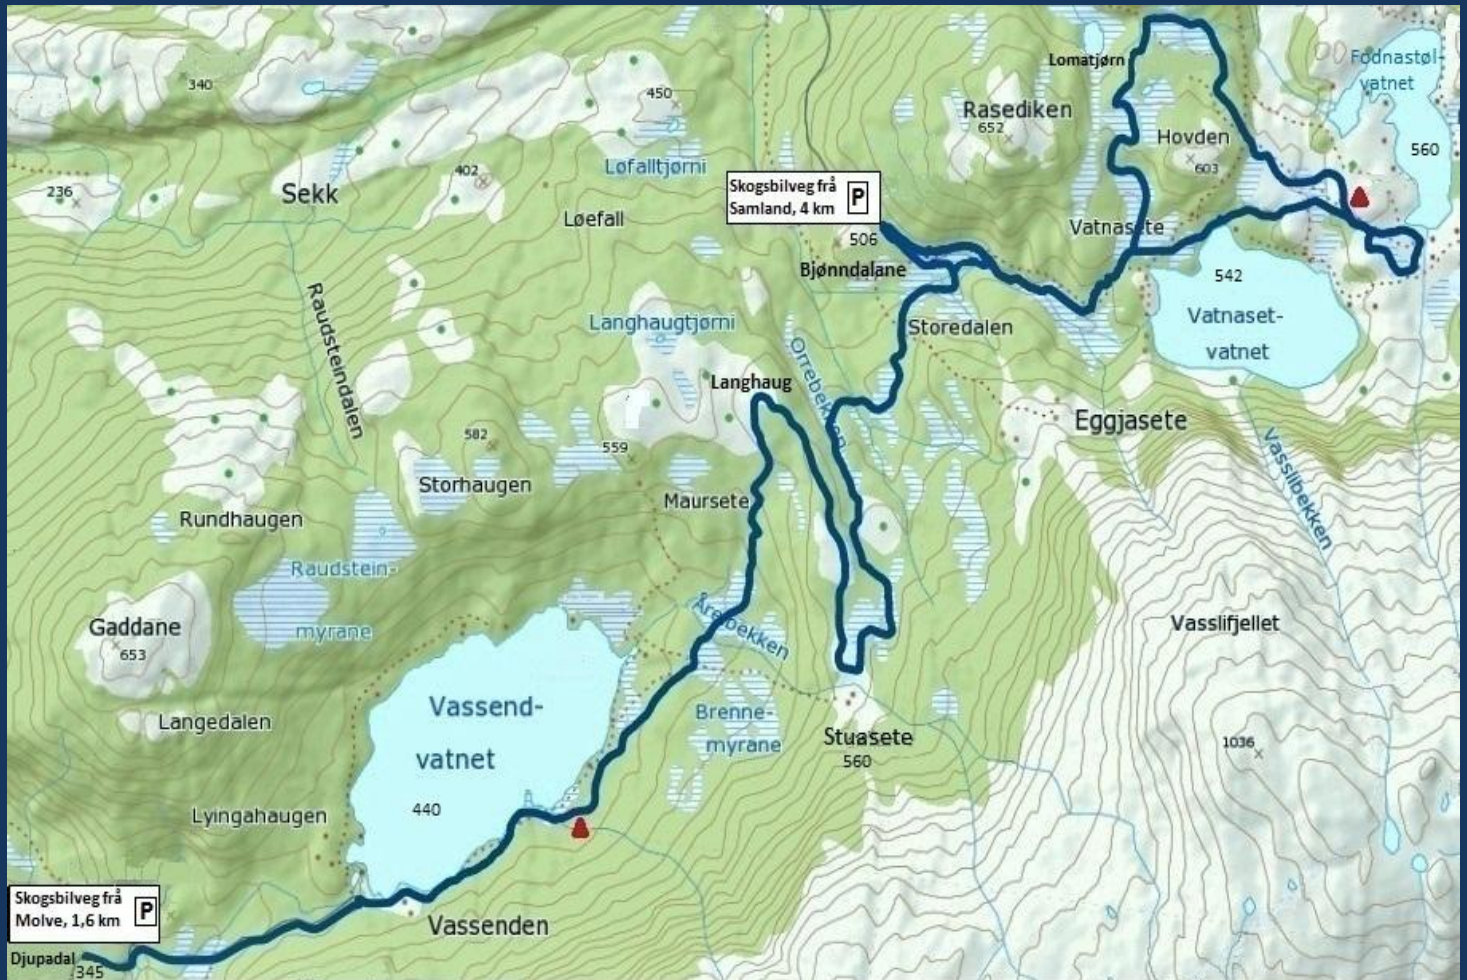 Lomatjørn
Fodnastøl-
vatnet
340
450
Rasediken
652
Hovden
603
560
Løfalltjørni
402
236
Sekk
Skogsbilveg frå
Samland, 4 km
P
Løefall
506
Vatnasete
Bjønndalane
542
Raudsteindalen
Langhaugtjørni
Storedalen
Vatnaset-
vatnet
Orrebekken
Langhaug
Eggjasete
582
559
Storhaugen
Maursete
Vasslibekken
Rundhaugen
Raudstein-
myrane
Årebekken
Gaddane
653
Vasslifjellet
Vassend-
vatnet
Langedalen
Brenne-
myrane
Stuasete
560
1036
440
Lyingahaugen
Skogsbilveg frå
Molve, 1,6 km
P
Vassenden
Djupadal
345